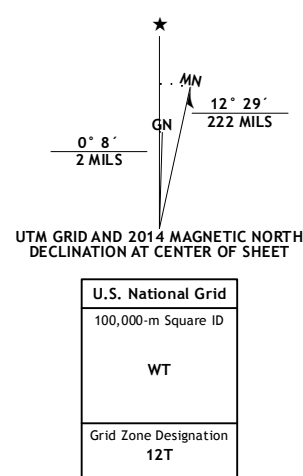 ★
MN
12° 29´
222 MILS
GN
0° 8´
2 MILS
UTM GRID AND 2014 MAGNETIC NORTH
DECLINATION AT CENTER OF SHEET
U.S. National Grid
100,000-m Square ID
WT
Grid Zone Designation
12T